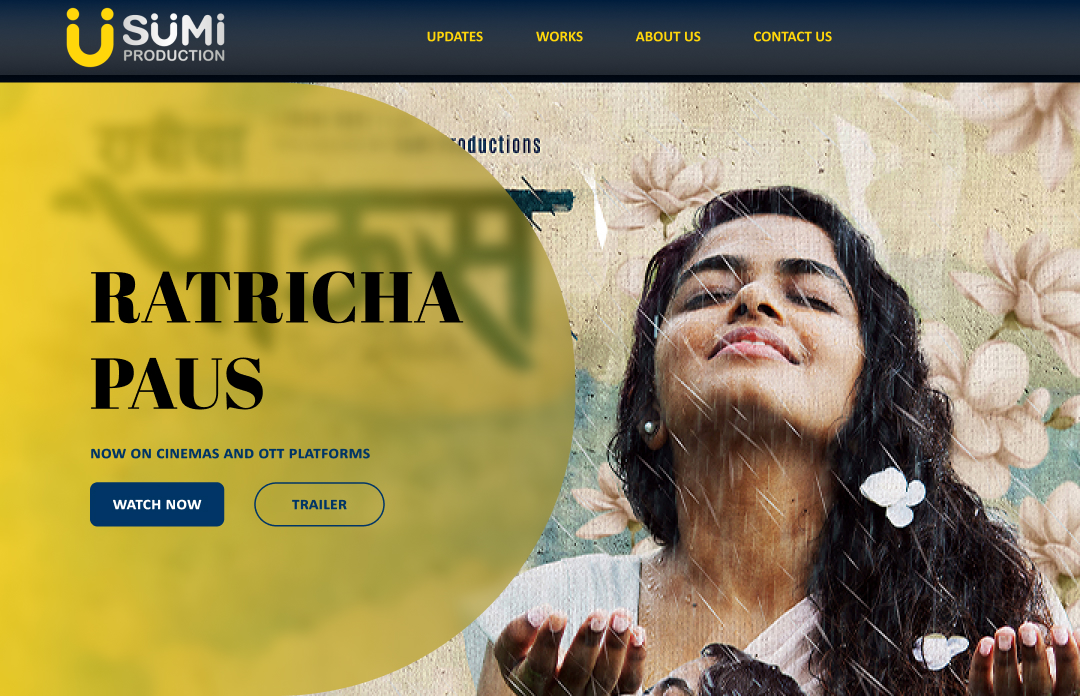 SUMI
PRODUCTION
UPDATES
WORKS
ABOUT US
CONTACT US
roductions
रात्रीचा
पाऊस
RATRICHA
PAUS
NOW ON CINEMAS AND OTT PLATFORMS
WATCH NOW
TRAILER